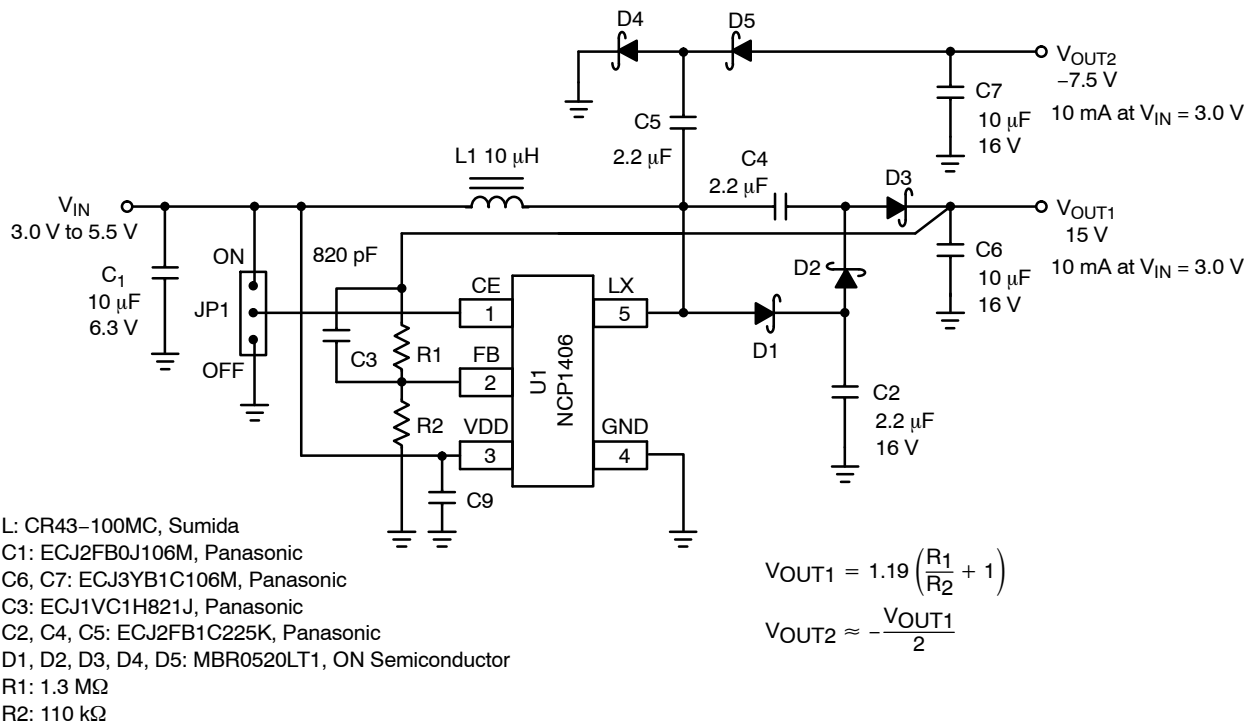 D4
D5
V_OUT2
−7.5 V
C7
10 μF
16 V
10 mA at V_IN = 3.0 V
C5
2.2 μF
L1 10 μH
C4
2.2 μF
D3
V_IN
3.0 V to 5.5 V
V_OUT1
15 V
C6
10 μF
16 V
10 mA at V_IN = 3.0 V
C1
10 μF
6.3 V
ON
JP1
OFF
820 pF
C3
R1
R2
CE
1
FB
2
VDD
3
U1
NCP1406
LX
5
GND
4
D2
D1
C2
2.2 μF
16 V
C9
L: CR43−100MC, Sumida
C1: ECJ2FB0J106M, Panasonic
C6, C7: ECJ3YB1C106M, Panasonic
C3: ECJ1VC1H821J, Panasonic
C2, C4, C5: ECJ2FB1C225K, Panasonic
D1, D2, D3, D4, D5: MBR0520LT1, ON Semiconductor
R1: 1.3 MΩ
R2: 110 kΩ
VOUT1 = 1.19 (R1/R2 + 1)
VOUT2 ≈ -VOUT1/2